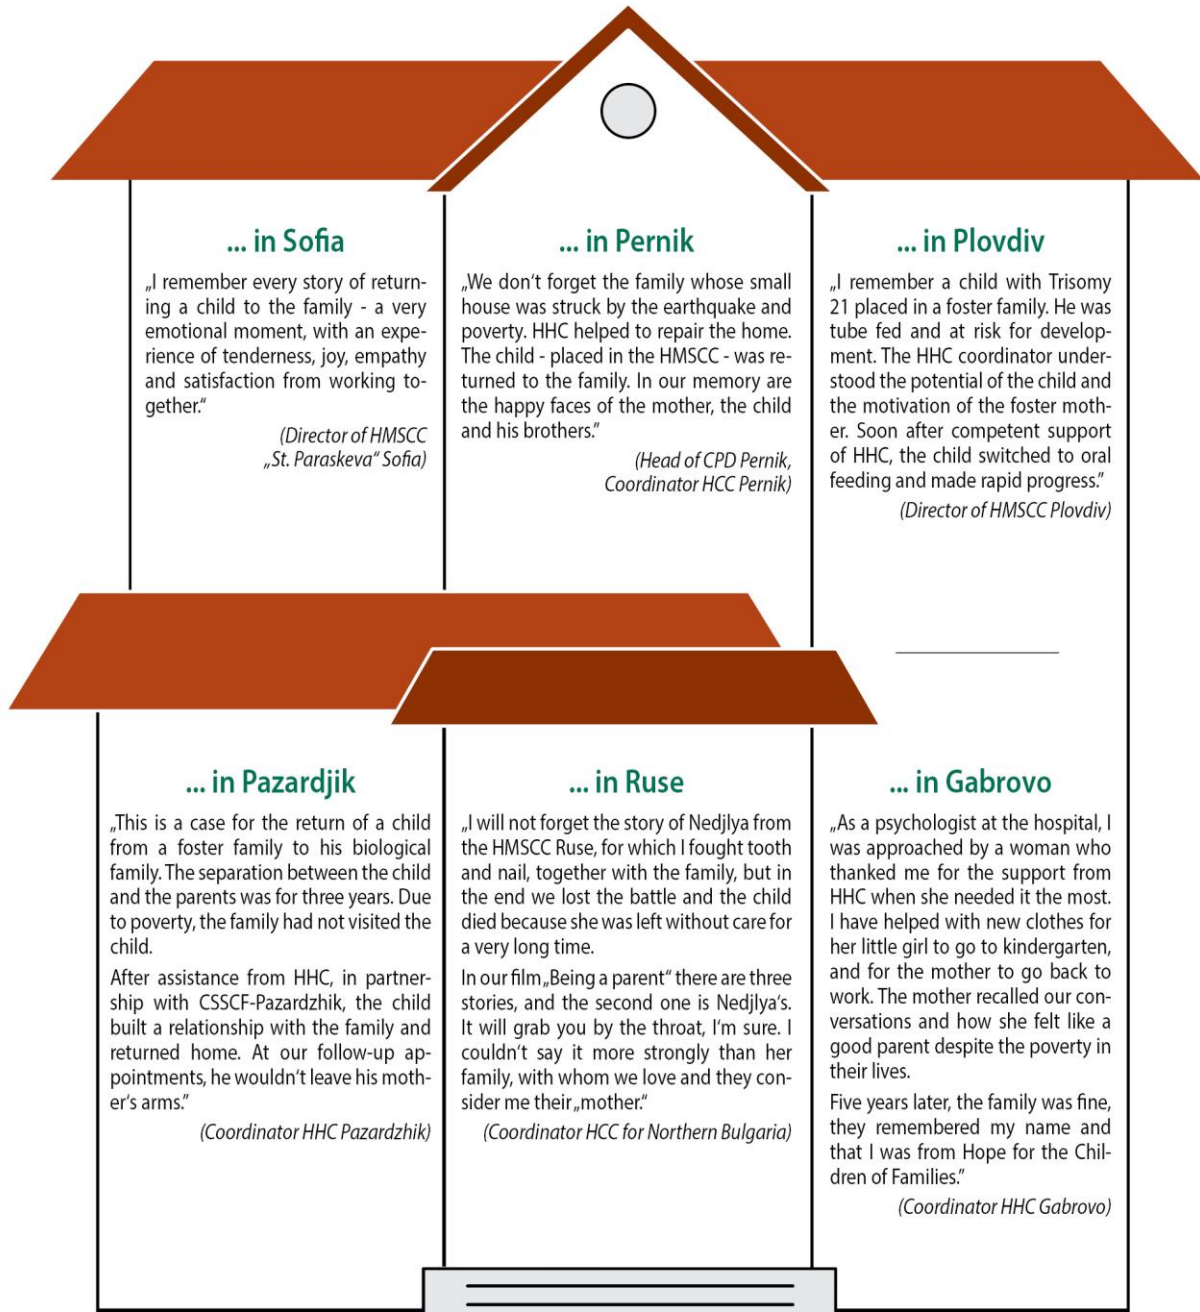 ... in Sofia
„I remember every story of return-
ing a child to the family - a very
emotional moment, with an expe-
rience of tenderness, joy, empathy
and satisfaction from working to-
gether.“
(Director of HMSCC
„St. Paraskeva“ Sofia)
... in Pernik
„We don‘t forget the family whose small
house was struck by the earthquake and
poverty. HHC helped to repair the home.
The child - placed in the HMSCC - was re-
turned to the family. In our memory are
the happy faces of the mother, the child
and his brothers.”
(Head of CPD Pernik,
Coordinator HCC Pernik)
... in Plovdiv
„I remember a child with Trisomy
21 placed in a foster family. He was
tube fed and at risk for develop-
ment. The HHC coordinator under-
stood the potential of the child and
the motivation of the foster moth-
er. Soon after competent support
of HHC, the child switched to oral
feeding and made rapid progress.”
(Director of HMSCC Plovdiv)
... in Pazardjik
„This is a case for the return of a child
from a foster family to his biological
family. The separation between the child
and the parents was for three years. Due
to poverty, the family had not visited the
child.
After assistance from HHC, in partner-
ship with CSSCF-Pazardzhik, the child
built a relationship with the family and
returned home. At our follow-up ap-
pointments, he wouldn‘t leave his moth-
er‘s arms.”
(Coordinator HHC Pazardzhik)
... in Ruse
„I will not forget the story of Nedjlya from
the HMSCC Ruse, for which I fought tooth
and nail, together with the family, but in
the end we lost the battle and the child
died because she was left without care for
a very long time.
In our film „Being a parent“ there are three
stories, and the second one is Nedjlya‘s.
It will grab you by the throat, I‘m sure. I
couldn‘t say it more strongly than her
family, with whom we love and they con-
sider me their „mother.“
(Coordinator HCC for Northern Bulgaria)
... in Gabrovo
„As a psychologist at the hospital, I
was approached by a woman who
thanked me for the support from
HHC when she needed it the most.
I have helped with new clothes for
her little girl to go to kindergarten,
and for the mother to go back to
work. The mother recalled our con-
versations and how she felt like a
good parent despite the poverty in
their lives.
Five years later, the family was fine,
they remembered my name and
that I was from Hope for the Chil-
dren of Families.”
(Coordinator HHC Gabrovo)